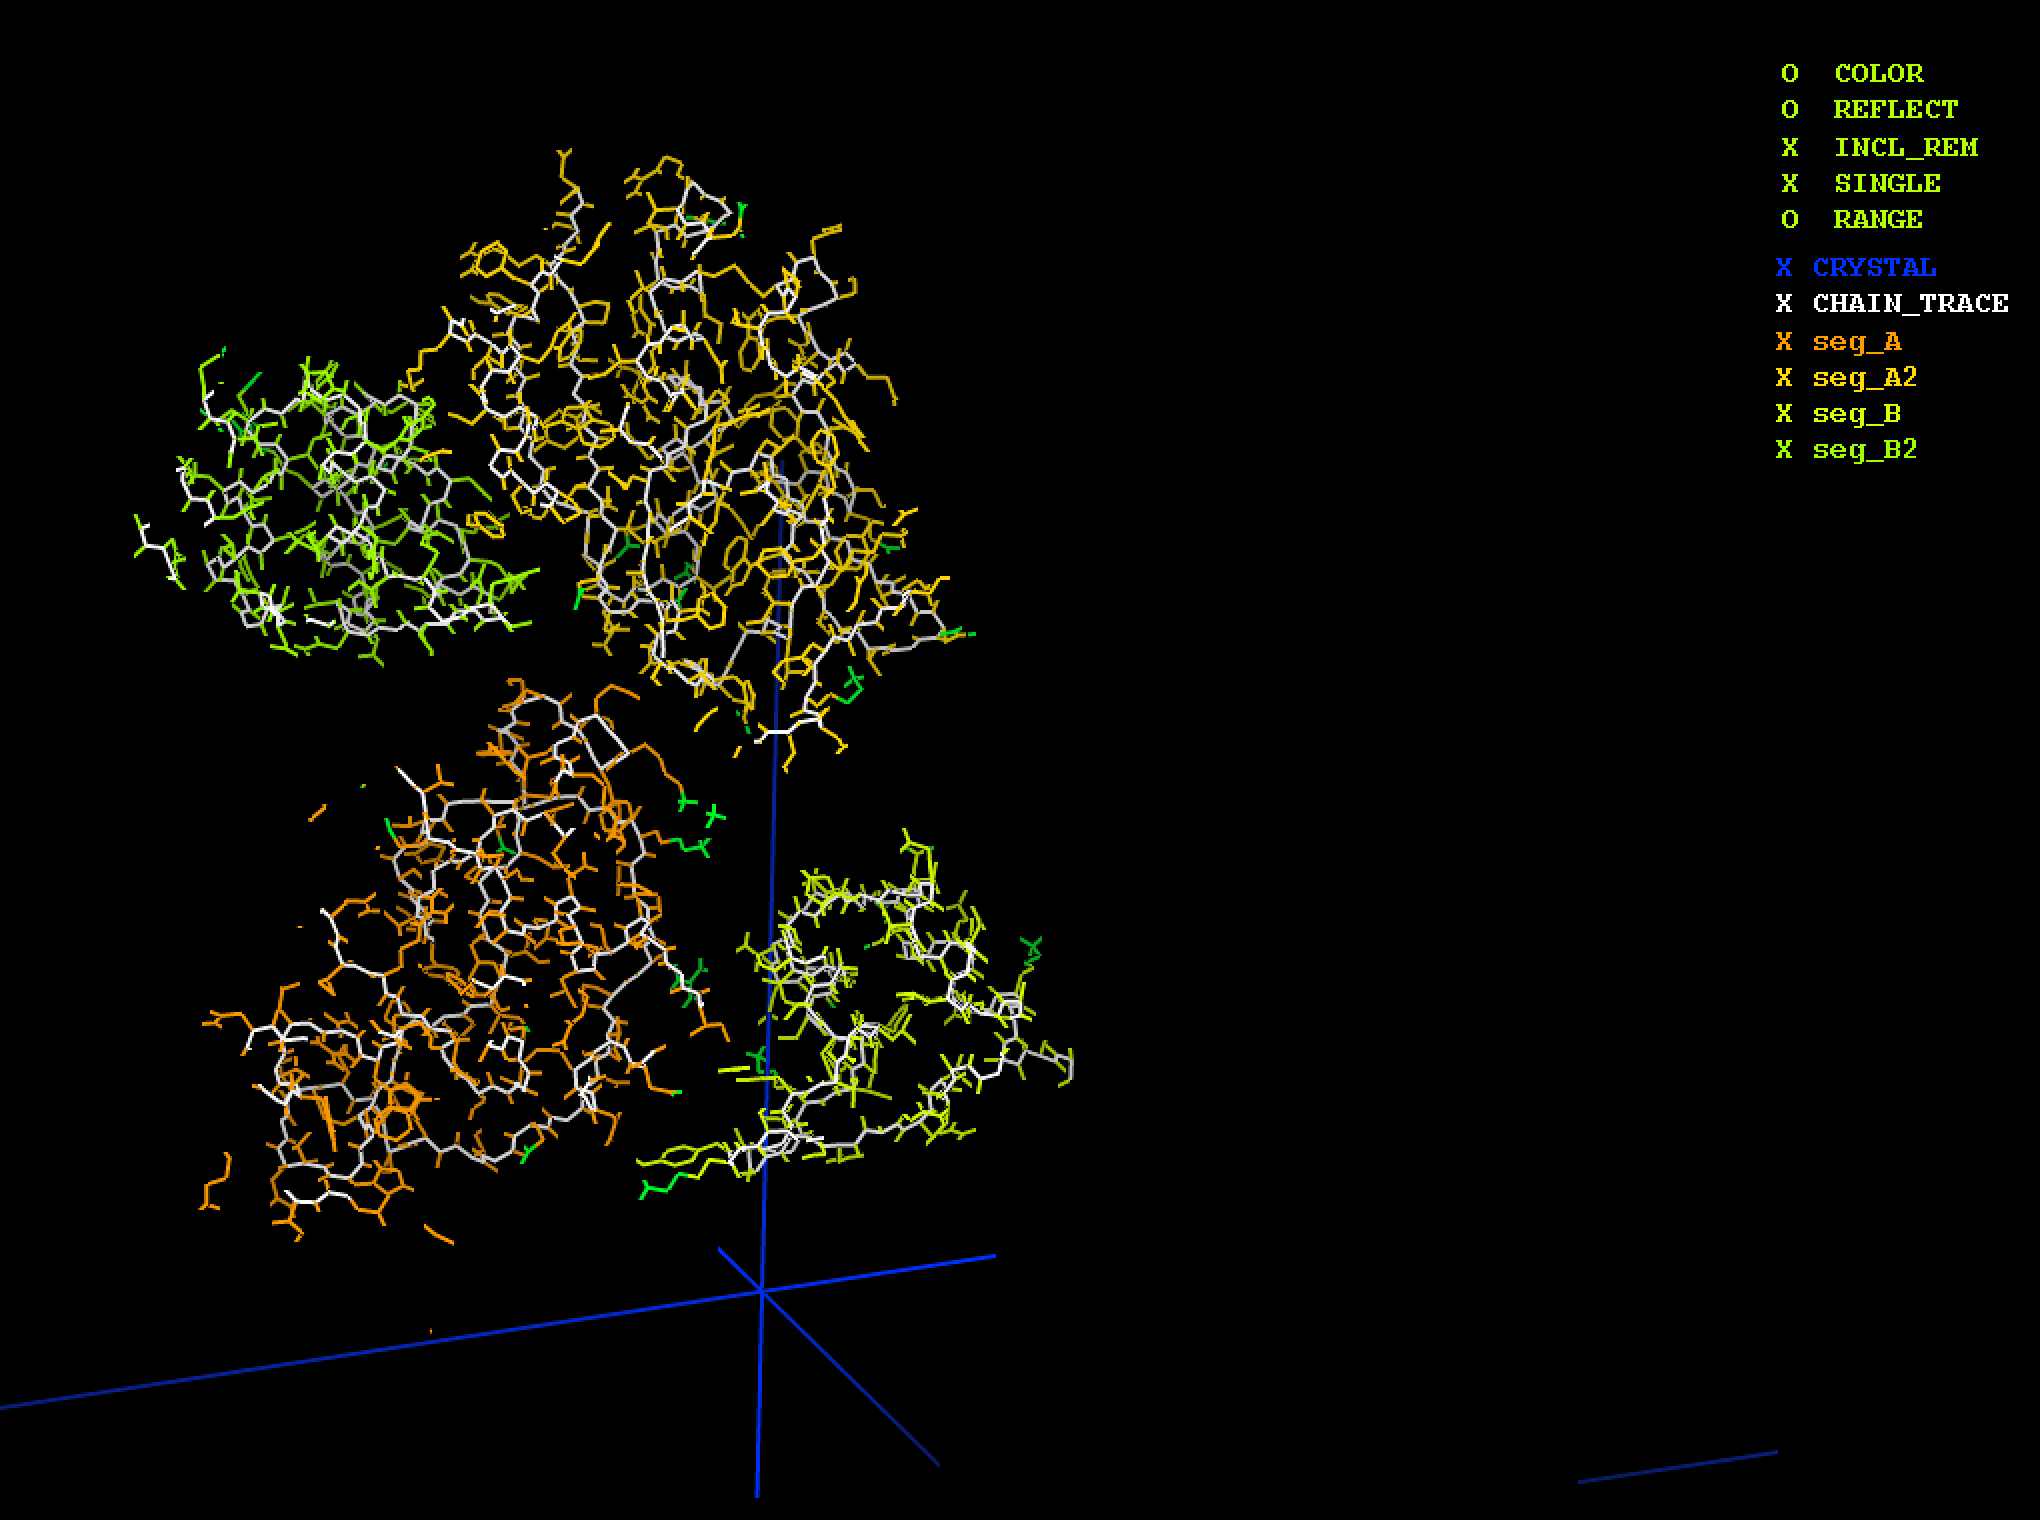 O COLOR
O REFLECT
X INCL_REM
X SINGLE
O RANGE
X CRYSTAL
X CHAIN_TRACE
X seg_A
X seg_A2
X seg_B
X seg_B2